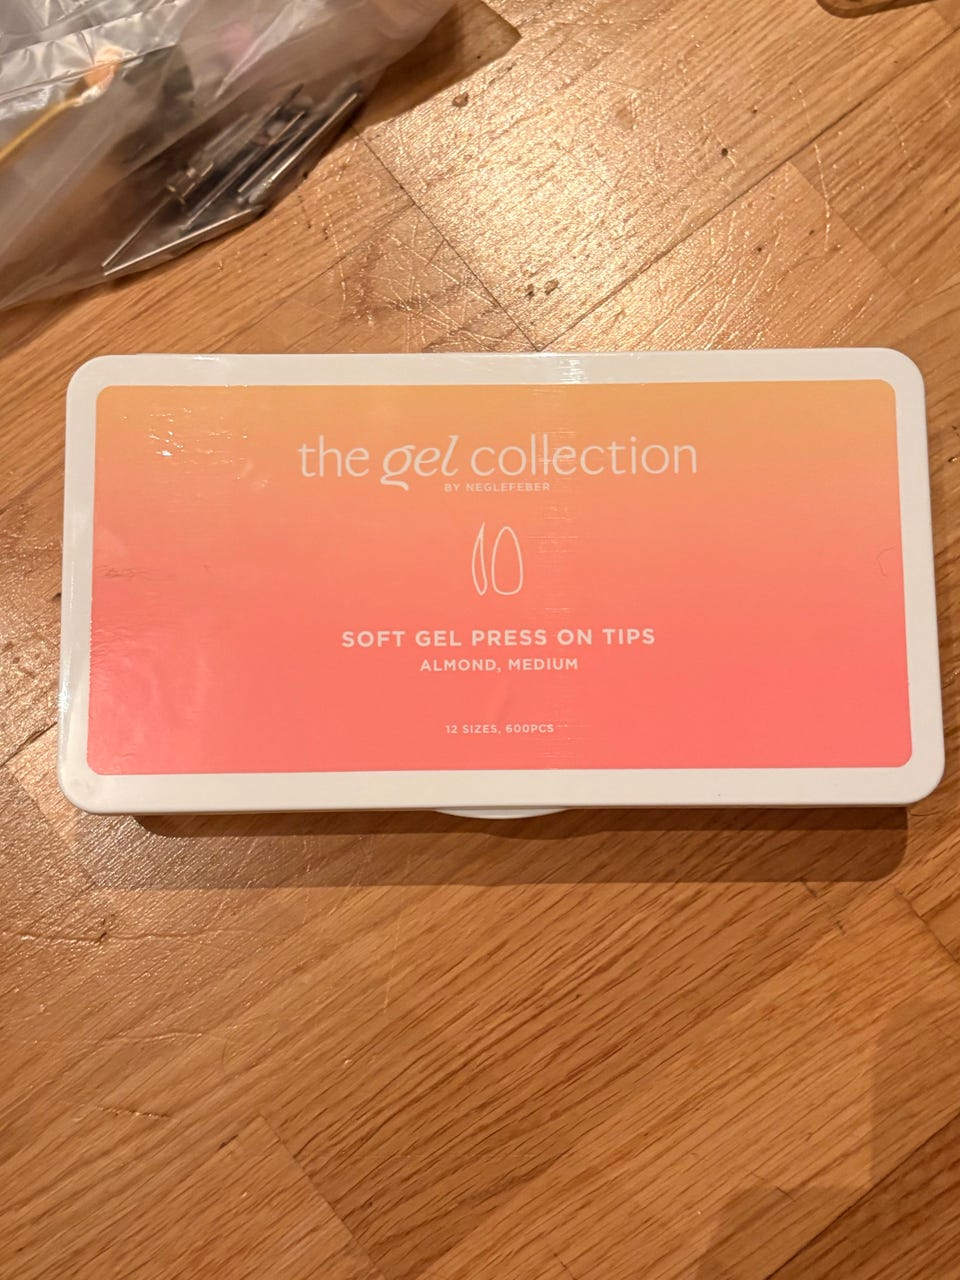 the gel collection
BY NEGLEFEBER
SOFT GEL PRESS ON TIPS
ALMOND, MEDIUM
12 SIZES, 600PCS